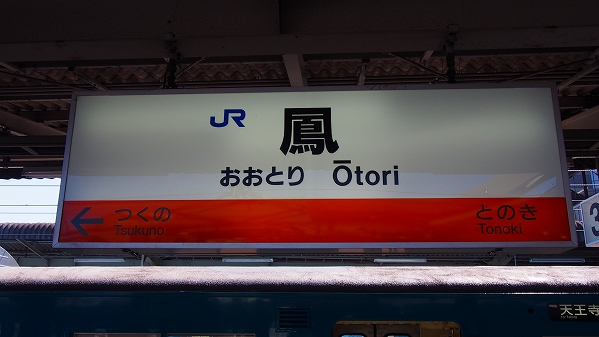 JR 鳳
おおとり Ōtori
← つくの とのき
Tsukuno Tonoki
3
天王寺